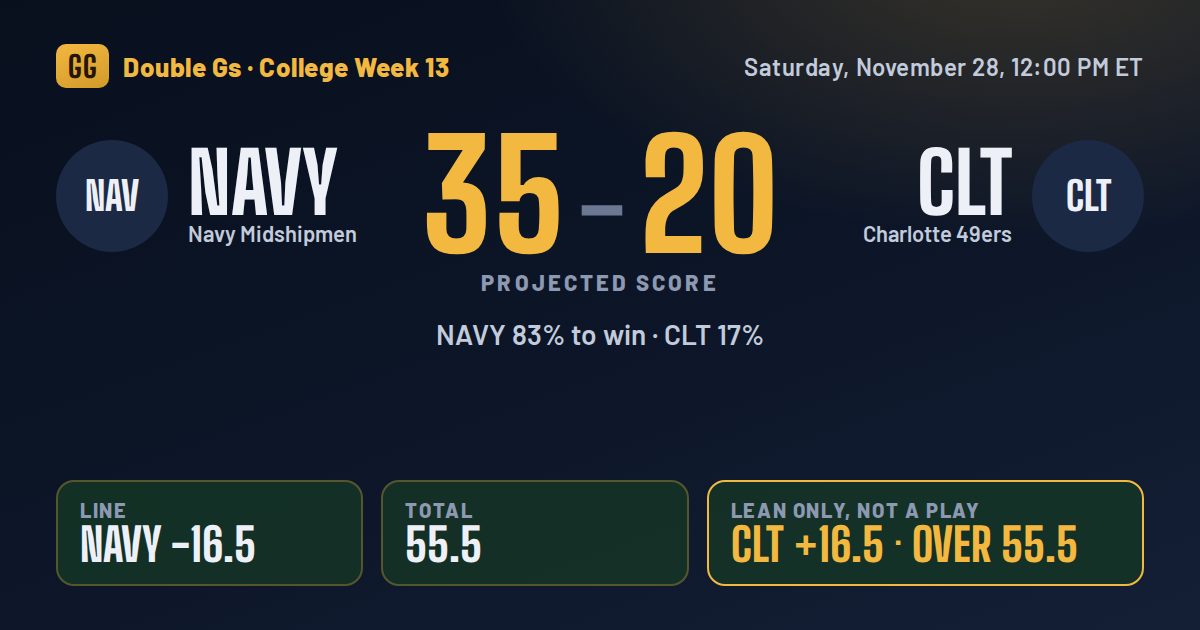 GG Double Gs · College Week 13
Saturday, November 28, 12:00 PM ET
NAV
NAVY
Navy Midshipmen
35 – 20
PROJECTED SCORE
NAVY 83% to win · CLT 17%
CLT
Charlotte 49ers
CLT
LINE
NAVY −16.5
TOTAL
55.5
LEAN ONLY, NOT A PLAY
CLT +16.5 · OVER 55.5